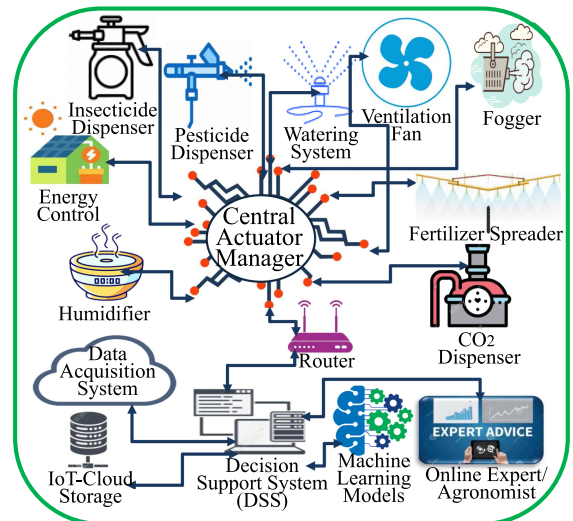 Insecticide
Dispenser
Pesticide
Dispenser
Watering
System
Ventilation
Fan
Fogger
Energy
Control
Central
Actuator
Manager
Fertilizer Spreader
Humidifier
CO2
Dispenser
Router
Data
Acquisition
System
EXPERT ADVICE
IoT-Cloud
Storage
Decision
Support System
(DSS)
Machine
Learning
Models
Online Expert/
Agronomist